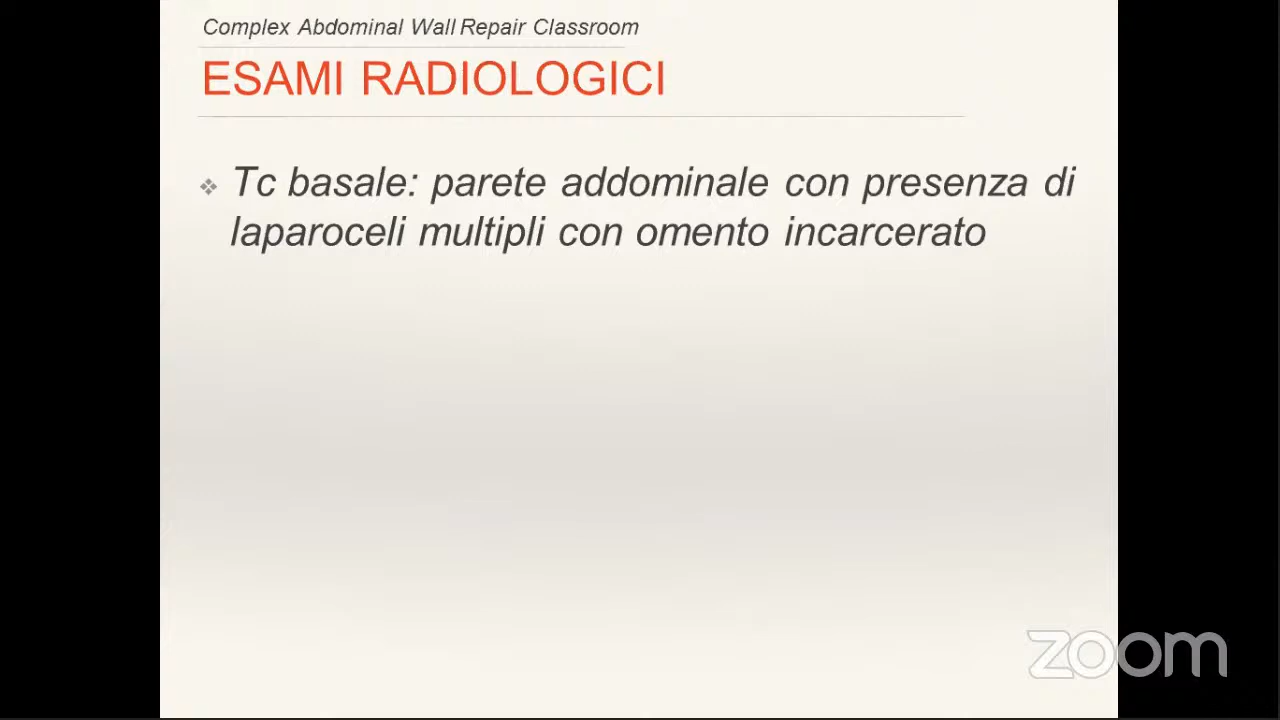 Complex Abdominal Wall Repair Classroom
ESAMI RADIOLOGICI
Tc basale: parete addominale con presenza di
laparoceli multipli con omento incarcerato
zoom